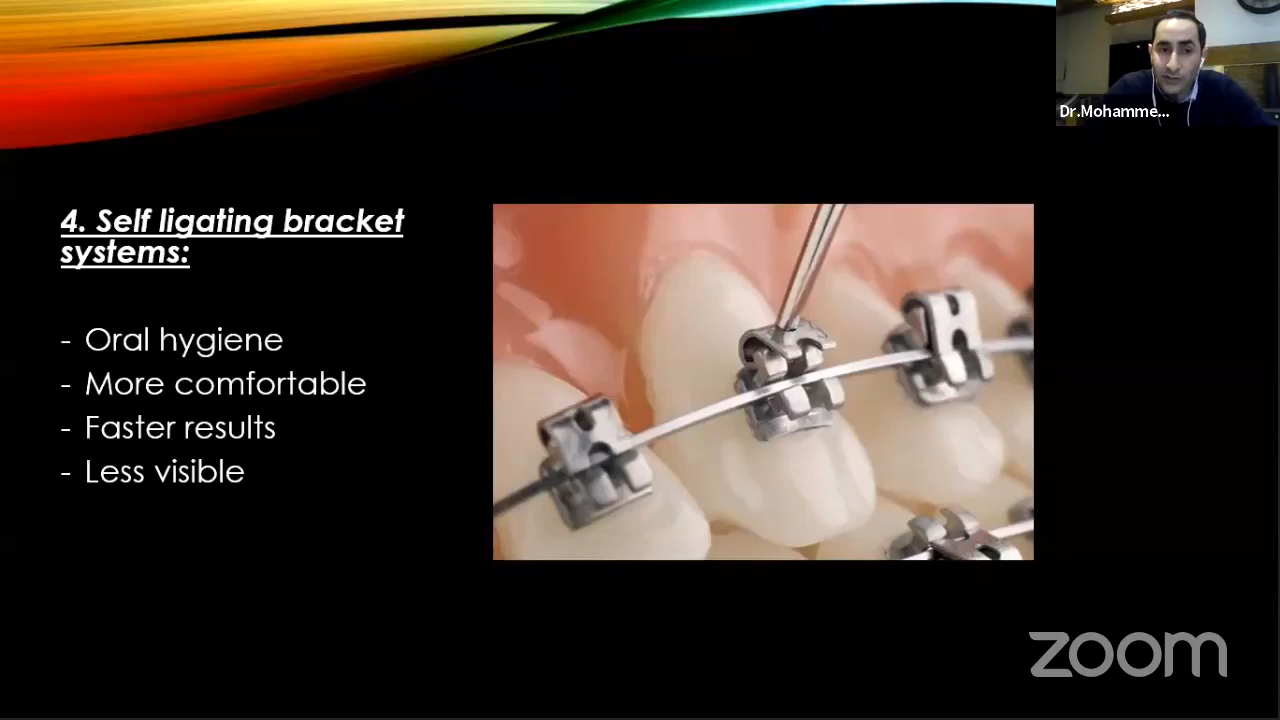 Dr.Mohamme...
4. Self ligating bracket
systems:
- Oral hygiene
- More comfortable
- Faster results
- Less visible
zoom